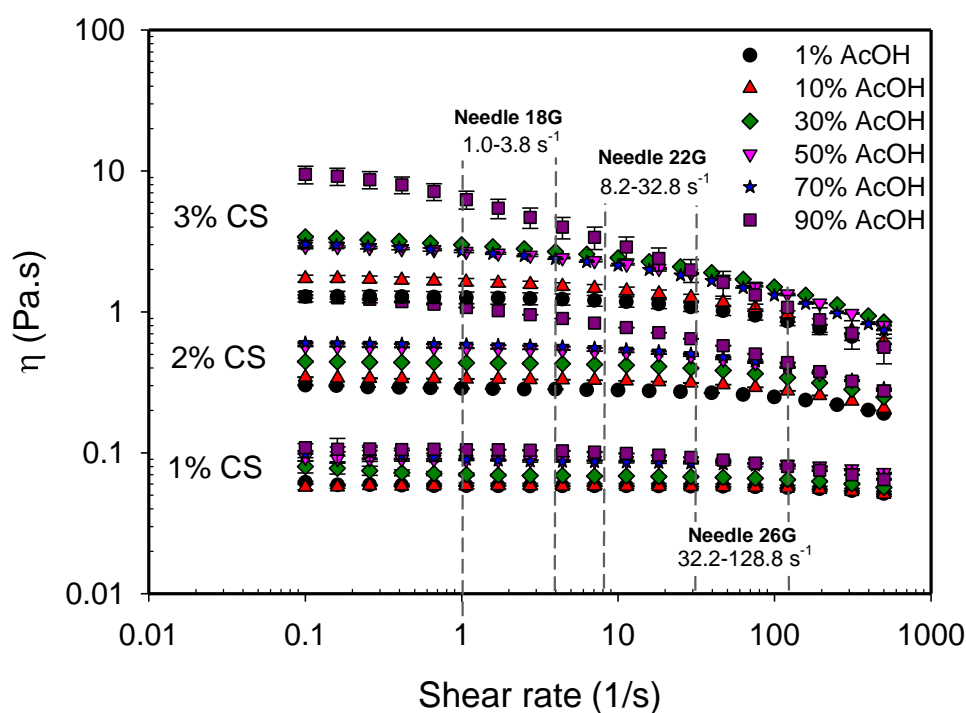 100
10
1
0.1
0.01
η (Pa.s)
1% AcOH
10% AcOH
30% AcOH
50% AcOH
70% AcOH
90% AcOH
Needle 18G
1.0-3.8 s⁻¹
Needle 22G
8.2-32.8 s⁻¹
3% CS
2% CS
1% CS
Needle 26G
32.2-128.8 s⁻¹
0.01
0.1
1
10
100
1000
Shear rate (1/s)